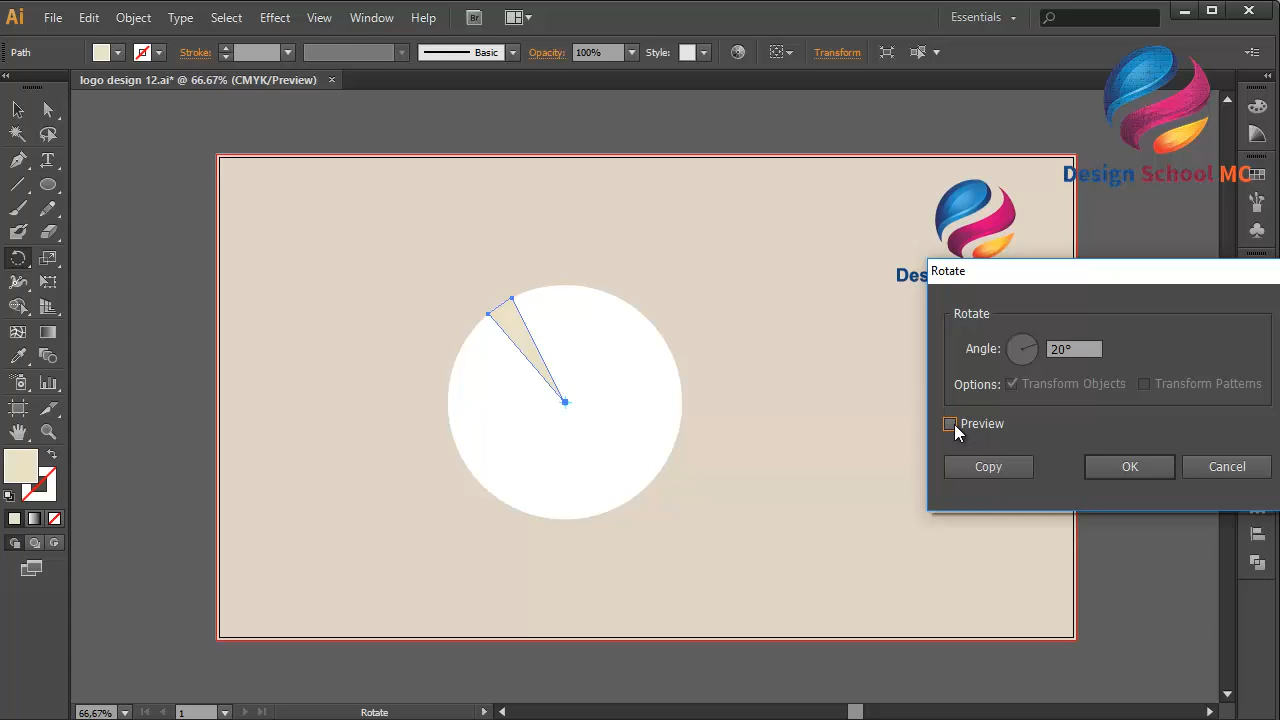 Ai File Edit Object Type Select Effect View Window Help Br Essentials
Path Stroke: Basic Opacity: 100% Style: Transform
logo design 12.ai* @ 66.67% (CMYK/Preview) ×
Design School MC
Des
Rotate
Rotate
Angle: 20°
Options: Transform Objects Transform Patterns
Preview
Copy OK Cancel
66,67% 1 Rotate